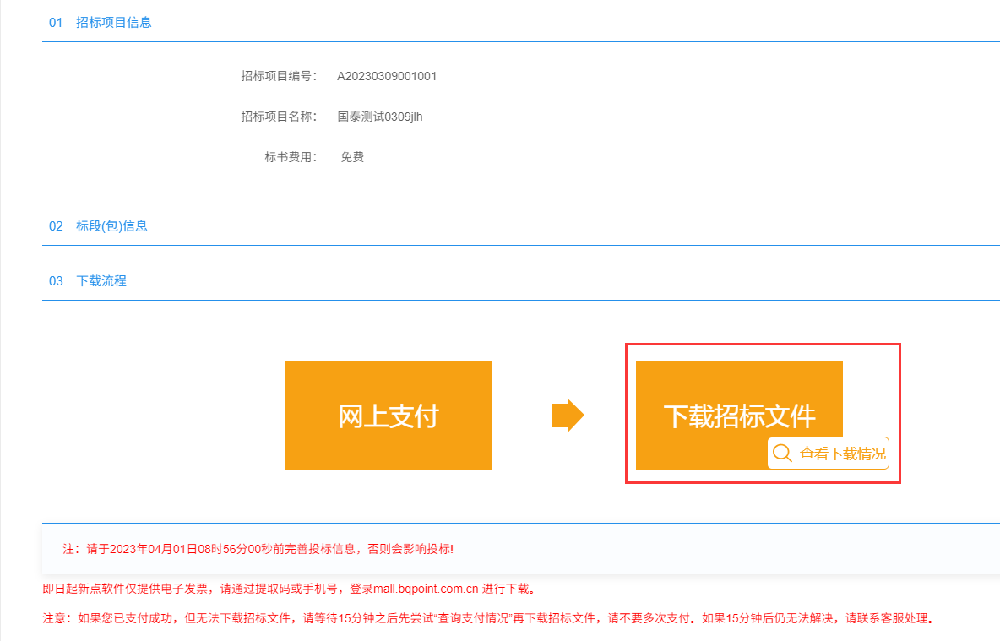 01 招标项目信息
招标项目编号： A20230309001001
招标项目名称： 国泰测试0309jlh
标书费用： 免费
02 标段(包)信息
03 下载流程
网上支付
下载招标文件
查看下载情况
注：请于2023年04月01日08时56分00秒前完善投标信息，否则会影响投标!
即日起新点软件仅提供电子发票，请通过提取码或手机号，登录mall.bqpoint.com.cn 进行下载。
注意：如果您已支付成功，但无法下载招标文件，请等待15分钟之后先尝试“查询支付情况”再下载招标文件，请不要多次支付。如果15分钟后仍无法解决，请联系客服处理。